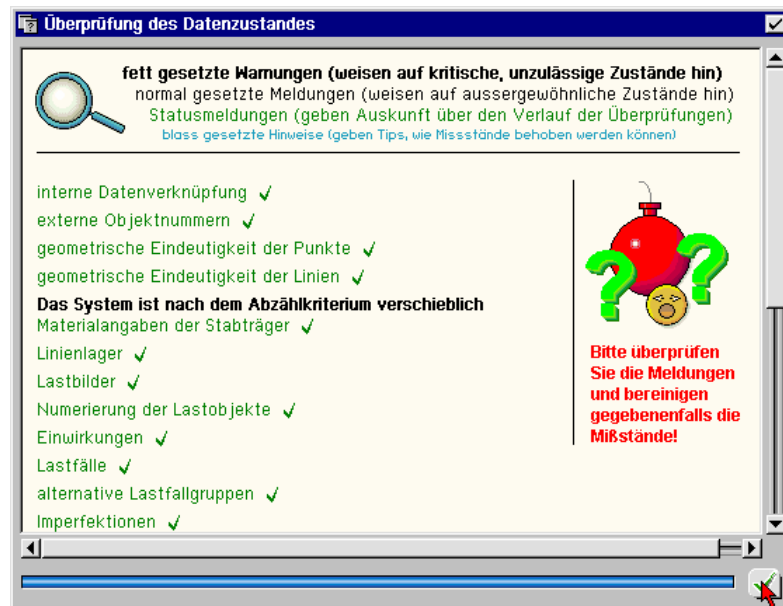 Überprüfung des Datenzustandes
fett gesetzte Warnungen (weisen auf kritische, unzulässige Zustände hin)
normal gesetzte Meldungen (weisen auf aussergewöhnliche Zustände hin)
Statusmeldungen (geben Auskunft über den Verlauf der Überprüfungen)
blass gesetzte Hinweise (geben Tips, wie Missstände behoben werden können)
interne Datenverknüpfung
externe Objektnummern
geometrische Eindeutigkeit der Punkte
geometrische Eindeutigkeit der Linien
Das System ist nach dem Abzählkriterium verschieblich
Materialangaben der Stabträger
Linienlager
Lastbilder
Numerierung der Lastobjekte
Einwirkungen
Lastfälle
alternative Lastfallgruppen
Imperfektionen
Bitte überprüfen
Sie die Meldungen
und bereinigen
gegebenenfalls die
Mißstände!